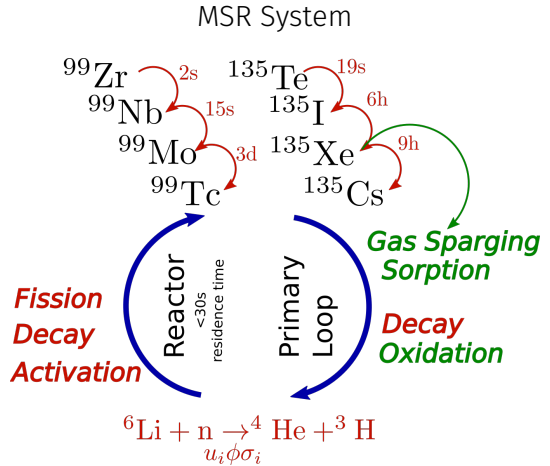 MSR System
⁹⁹Zr 2s
⁹⁹Nb 15s
⁹⁹Mo 3d
⁹⁹Tc
¹³⁵Te 19s
¹³⁵I 6h
¹³⁵Xe 9h
¹³⁵Cs
Gas Sparging
Sorption
Fission
Decay
Activation
Reactor
<30s
residence time
Primary
Loop
Decay
Oxidation
⁶Li + n →⁴ He +³ H
uᵢϕσᵢ